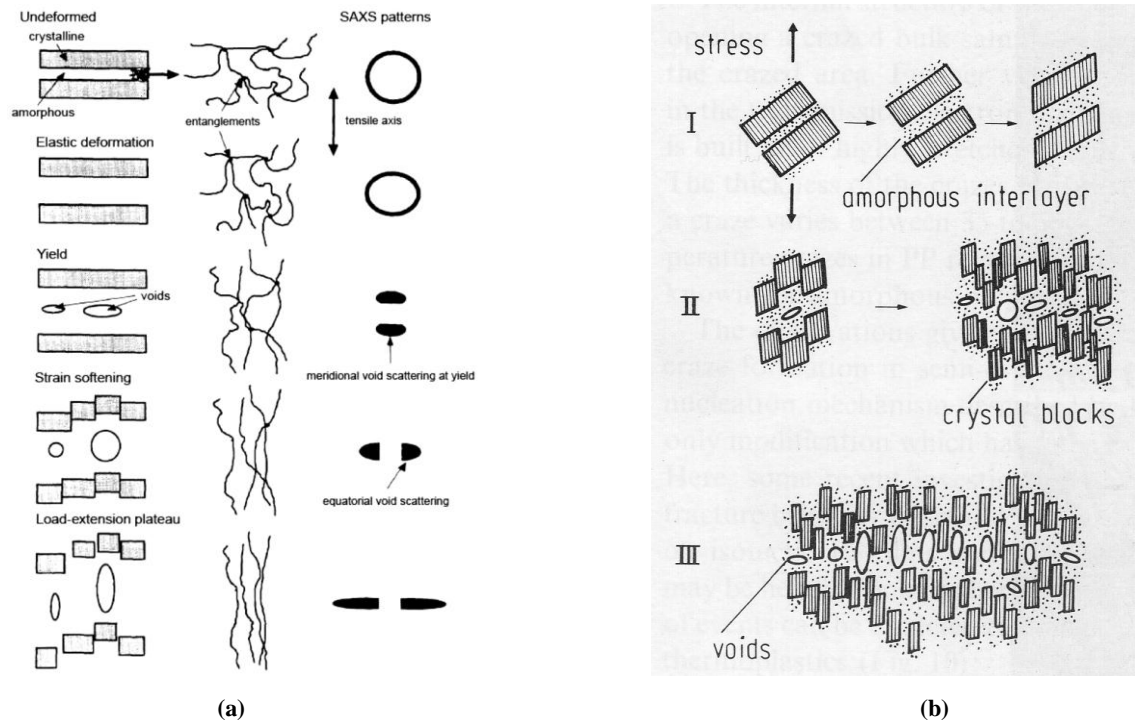 Undeformed
crystalline
amorphous
SAXS patterns
entanglements
tensile axis
Elastic deformation
Yield
voids
meridional void scattering at yield
Strain softening
equatorial void scattering
Load-extension plateau
(a)
stress
I
amorphous interlayer
II
crystal blocks
III
voids
(b)